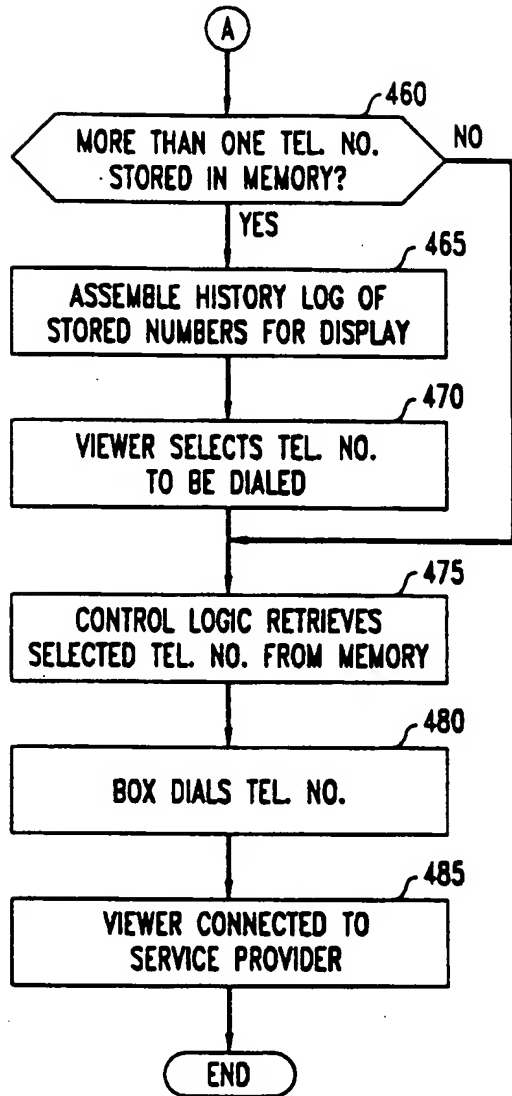 A
460
MORE THAN ONE TEL. NO.
STORED IN MEMORY?
NO
YES
465
ASSEMBLE HISTORY LOG OF
STORED NUMBERS FOR DISPLAY
470
VIEWER SELECTS TEL. NO.
TO BE DIALED
475
CONTROL LOGIC RETRIEVES
SELECTED TEL. NO. FROM MEMORY
480
BOX DIALS TEL. NO.
485
VIEWER CONNECTED TO
SERVICE PROVIDER
END